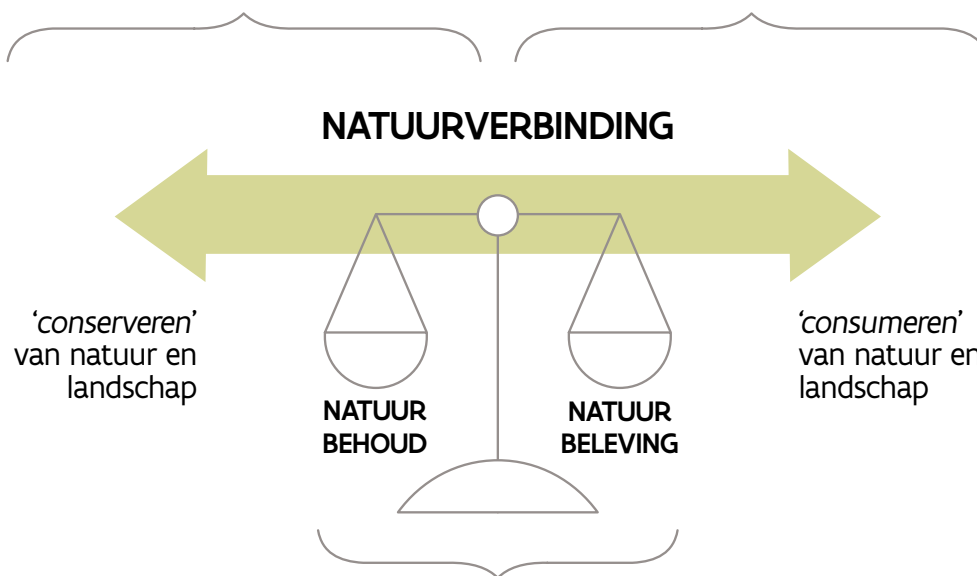 NATUURVERBINDING
‘conserveren’
van natuur en
landschap
NATUUR
BEHOUD
NATUUR
BELEVING
‘consumeren’
van natuur en
landschap